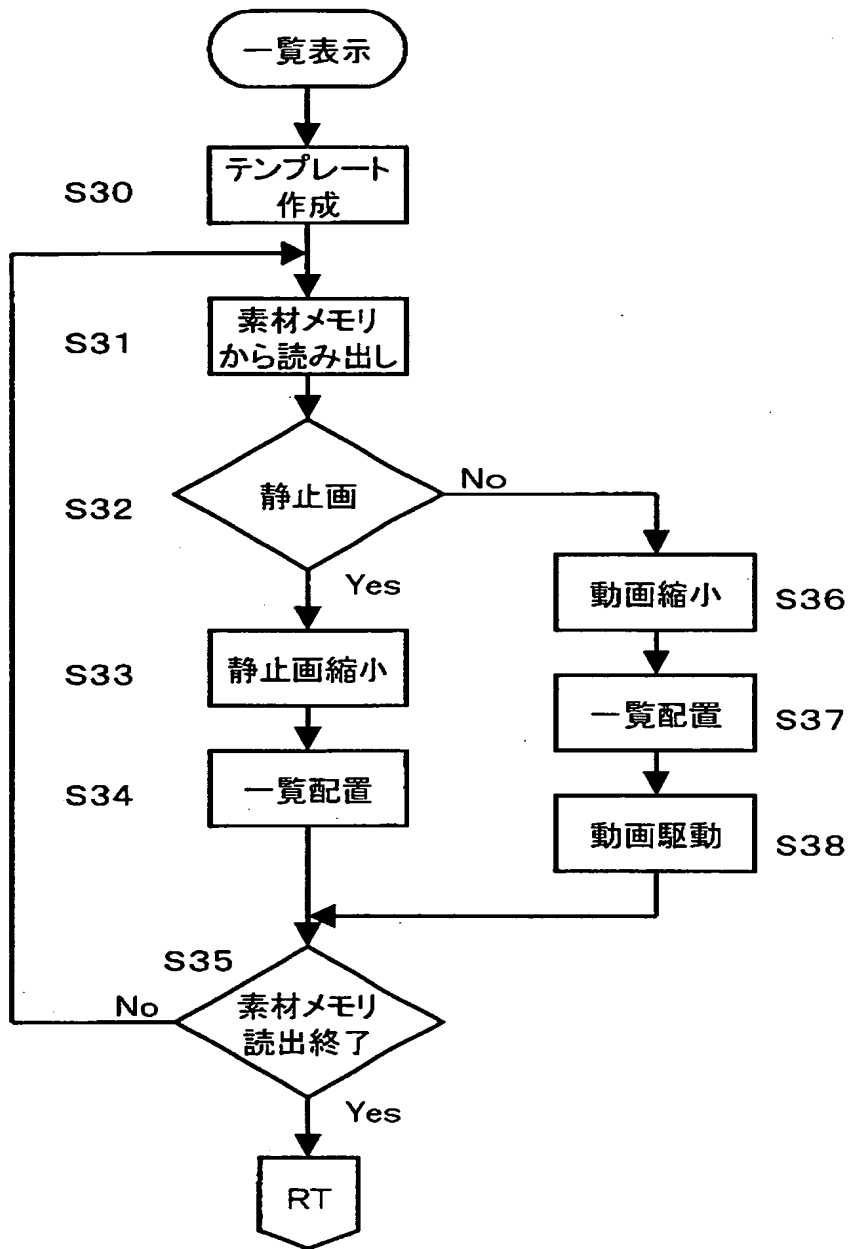 一覧表示
S30
テンプレート
作成
S31
素材メモリ
から読み出し
S32
静止画
No
Yes
動画縮小
S36
S33
静止画縮小
一覧配置
S37
S34
一覧配置
動画駆動
S38
S35
No
素材メモリ
読出終了
Yes
RT